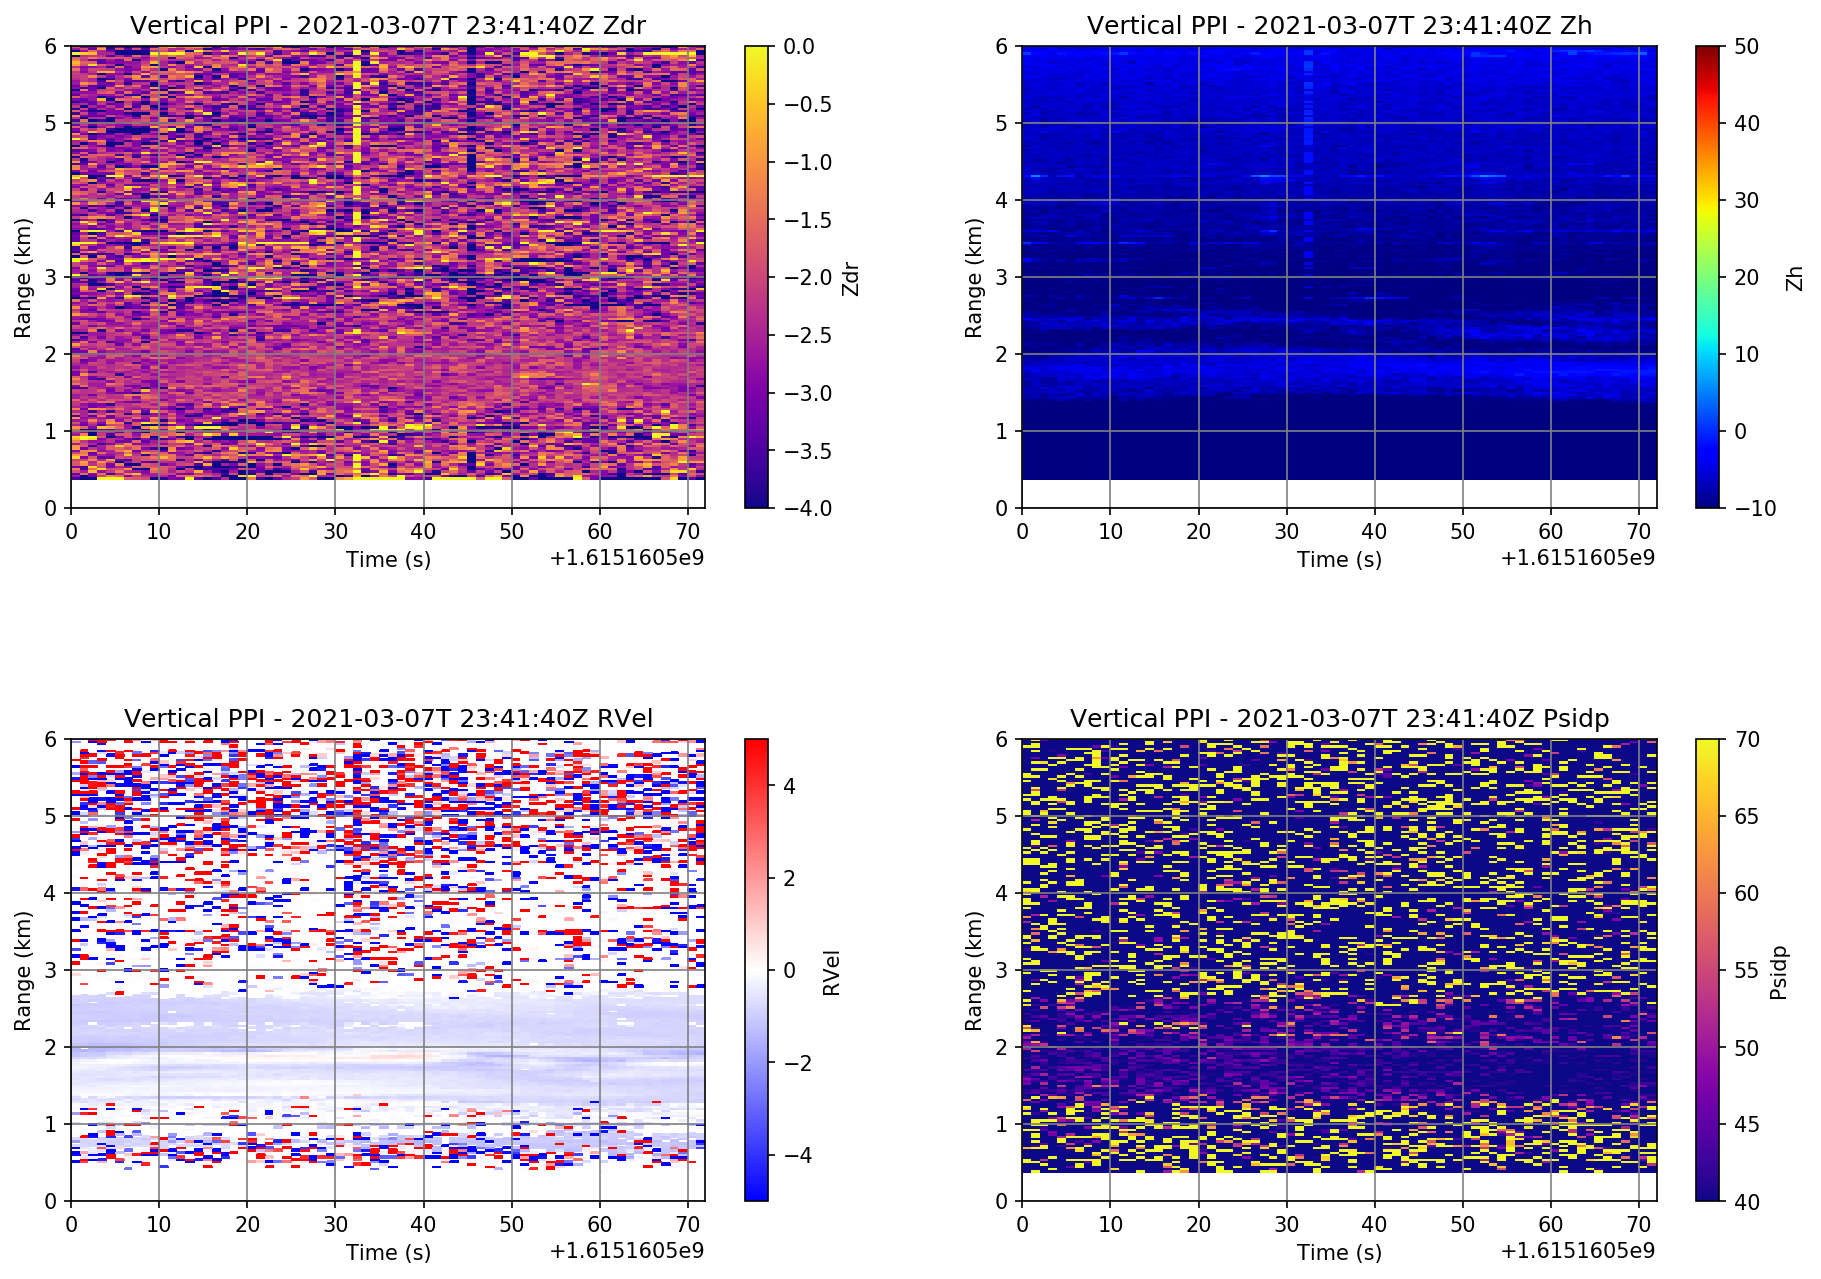 Vertical PPI - 2021-03-07T 23:41:40Z Zdr
6
5
4
3
2
1
0
Range (km)
0 10 20 30 40 50 60 70
Time (s)
+1.6151605e9
0.0
−0.5
−1.0
−1.5
−2.0
−2.5
−3.0
−3.5
−4.0
Zdr
Vertical PPI - 2021-03-07T 23:41:40Z Zh
6
5
4
3
2
1
0
Range (km)
0 10 20 30 40 50 60 70
Time (s)
+1.6151605e9
50
40
30
20
10
0
−10
Zh
Vertical PPI - 2021-03-07T 23:41:40Z RVel
6
5
4
3
2
1
0
Range (km)
0 10 20 30 40 50 60 70
Time (s)
+1.6151605e9
4
2
0
−2
−4
RVel
Vertical PPI - 2021-03-07T 23:41:40Z Psidp
6
5
4
3
2
1
0
Range (km)
0 10 20 30 40 50 60 70
Time (s)
+1.6151605e9
70
65
60
55
50
45
40
Psidp